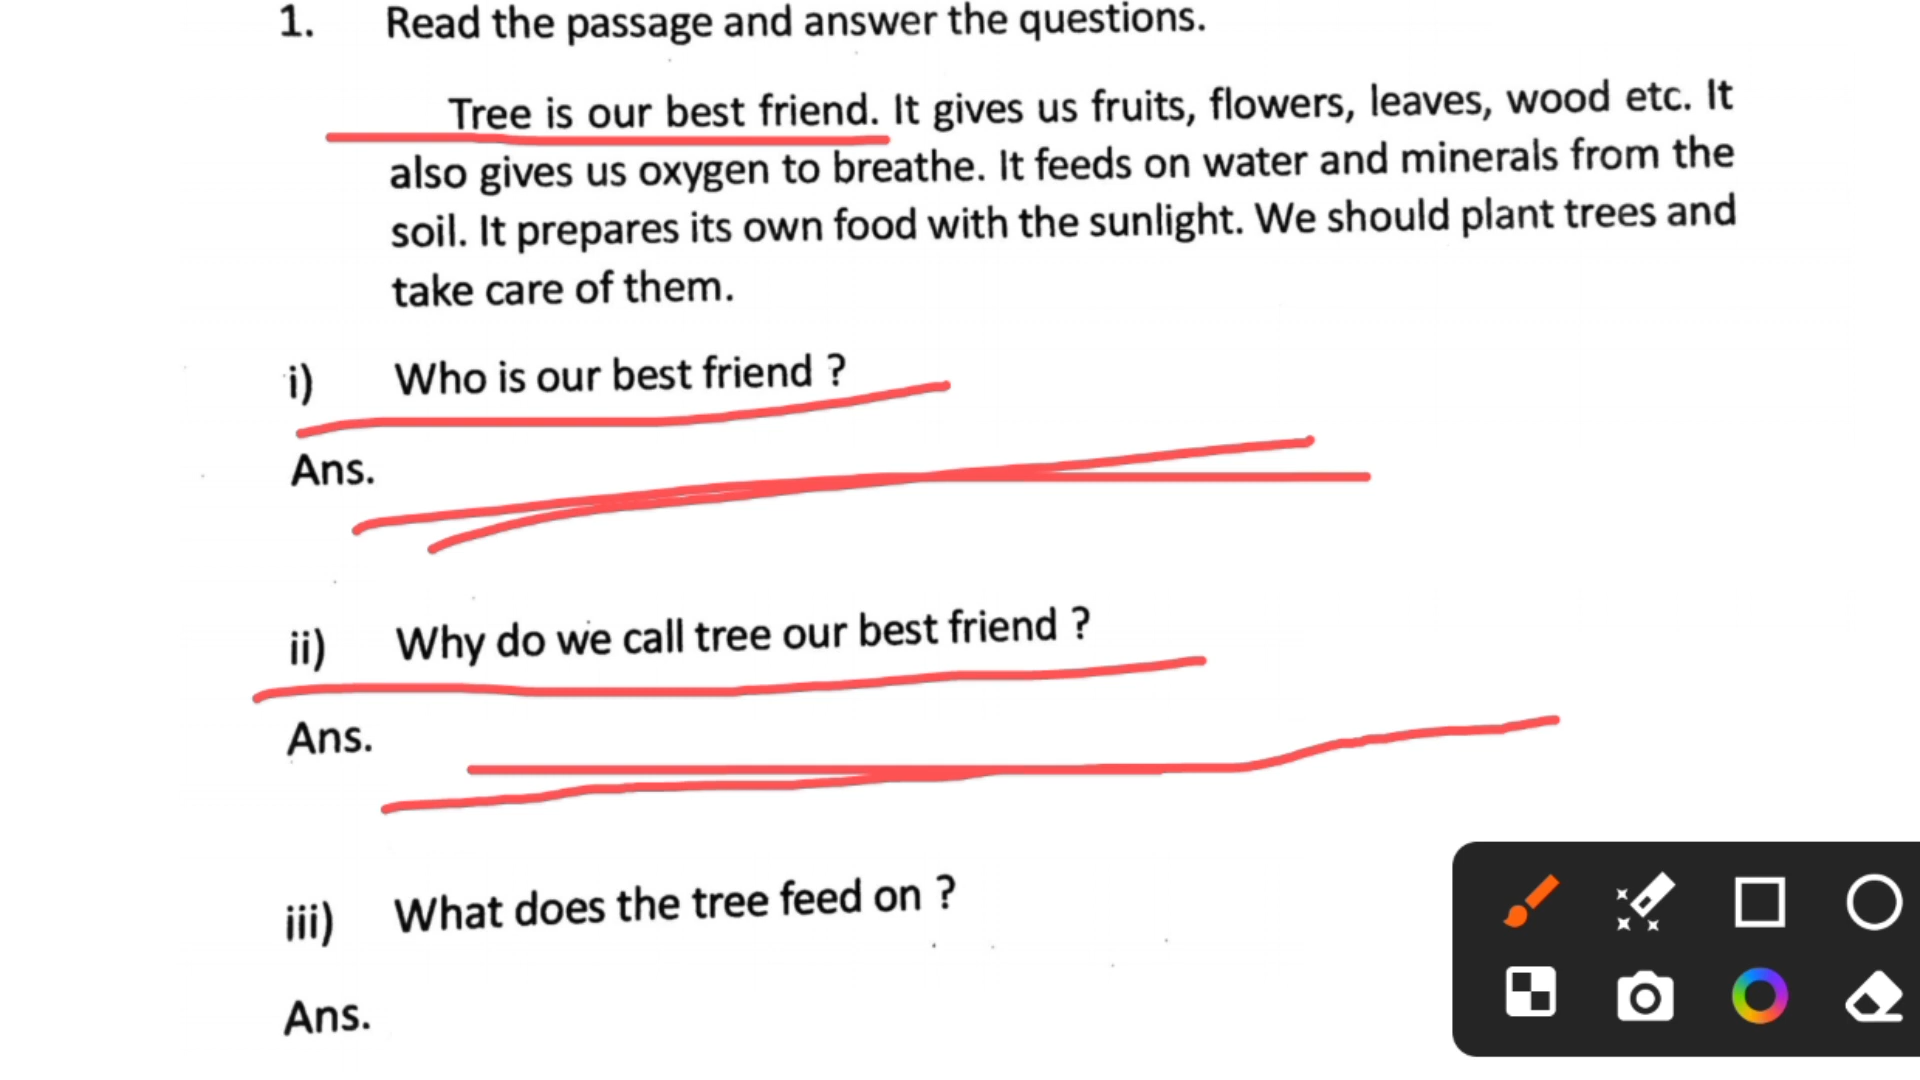 1. Read the passage and answer the questions.
Tree is our best friend. It gives us fruits, flowers, leaves, wood etc. It
also gives us oxygen to breathe. It feeds on water and minerals from the
soil. It prepares its own food with the sunlight. We should plant trees and
take care of them.
i) Who is our best friend ?
Ans.
ii) Why do we call tree our best friend ?
Ans.
iii) What does the tree feed on ?
Ans.